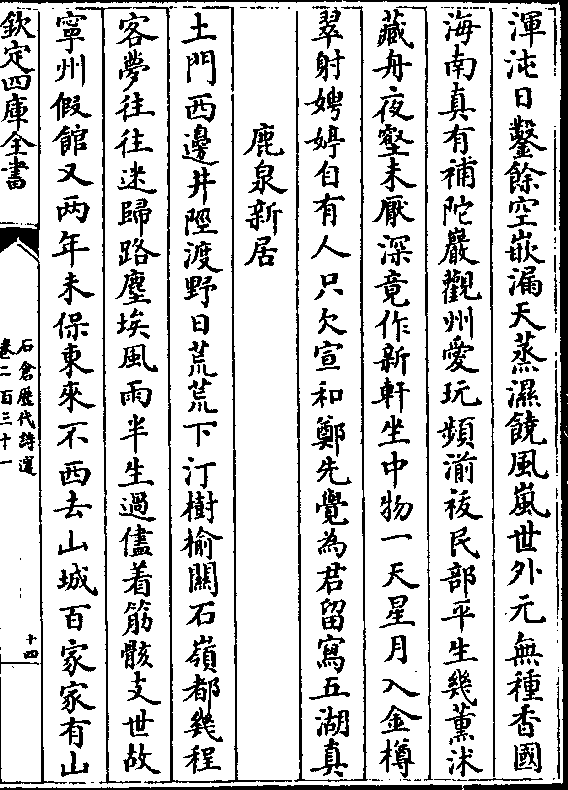 渾沌日鑿餘空嵌漏天蒸濕饒風嵐世外元無種香國
海南真有補陀巖觀州愛玩頻湔祓民部平生幾薰沐
藏舟夜壑未厭深竟作新軒坐中物一天星月入金樽
翠射娉婷自有人只欠宣和鄭先覺為君留寫五湖真
鹿泉新居
土門西邊井陘渡野日荒荒下汀樹榆關石嶺都幾程
客夢往往迷歸路塵埃風雨半生過儘着筋骸支世故
寧州假館又两年未保東來不西去山城百家家有山
欽定四庫全書
石倉歷代詩選
卷二百三十一
十四